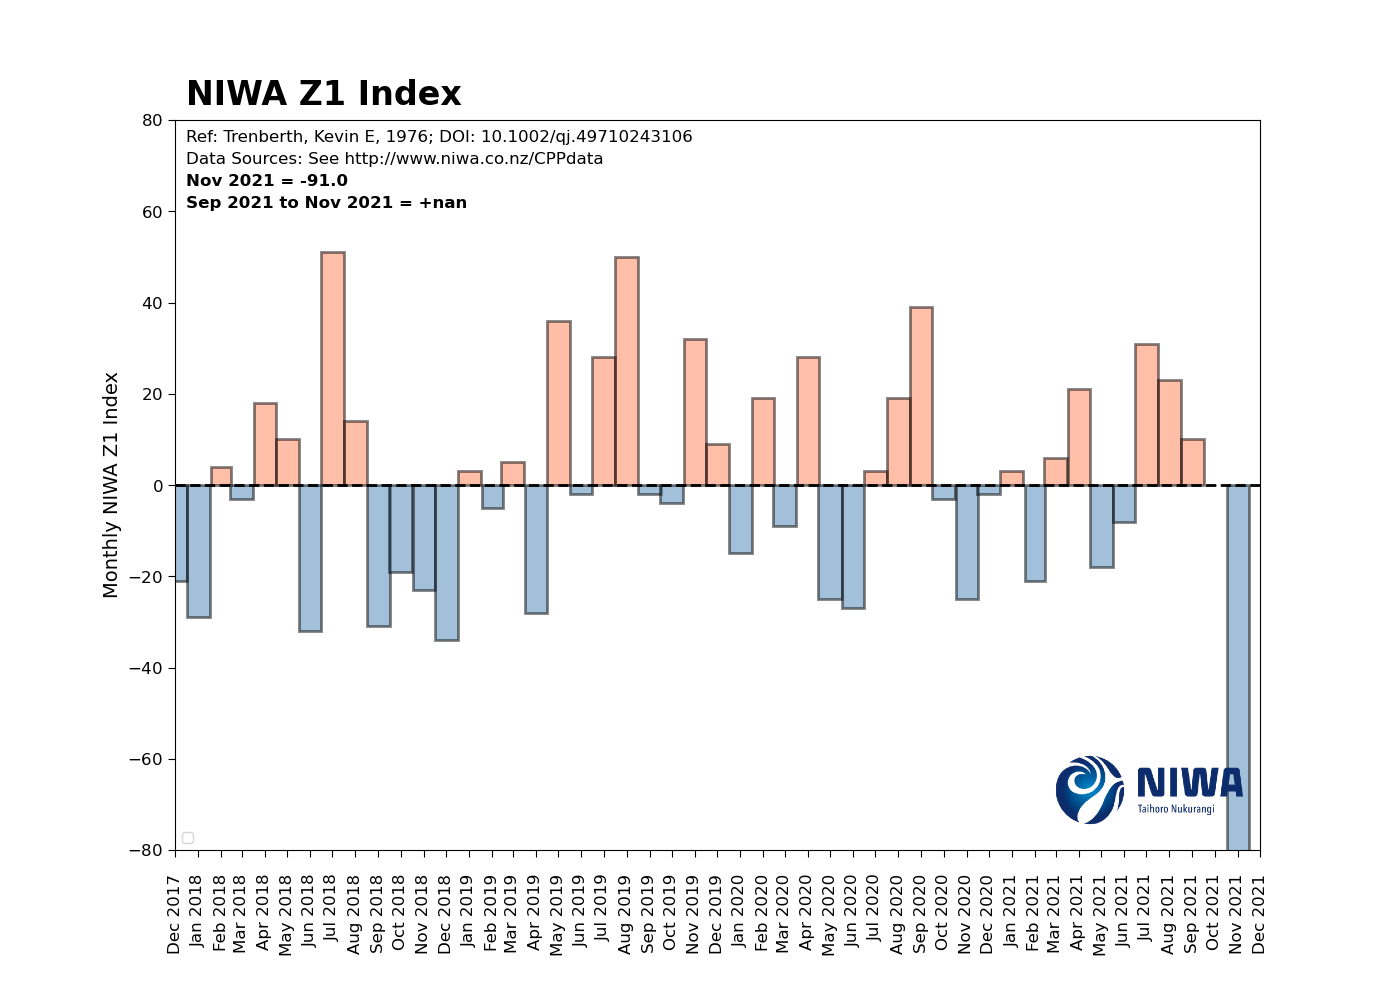 NIWA Z1 Index
Ref: Trenberth, Kevin E, 1976; DOI: 10.1002/qj.49710243106
Data Sources: See http://www.niwa.co.nz/CPPdata
Nov 2021 = -91.0
Sep 2021 to Nov 2021 = +nan
Monthly NIWA Z1 Index
80
60
40
20
0
−20
−40
−60
−80
NIWA
Taihoro Nukurangi
Dec 2017
Jan 2018
Feb 2018
Mar 2018
Apr 2018
May 2018
Jun 2018
Jul 2018
Aug 2018
Sep 2018
Oct 2018
Nov 2018
Dec 2018
Jan 2019
Feb 2019
Mar 2019
Apr 2019
May 2019
Jun 2019
Jul 2019
Aug 2019
Sep 2019
Oct 2019
Nov 2019
Dec 2019
Jan 2020
Feb 2020
Mar 2020
Apr 2020
May 2020
Jun 2020
Jul 2020
Aug 2020
Sep 2020
Oct 2020
Nov 2020
Dec 2020
Jan 2021
Feb 2021
Mar 2021
Apr 2021
May 2021
Jun 2021
Jul 2021
Aug 2021
Sep 2021
Oct 2021
Nov 2021
Dec 2021